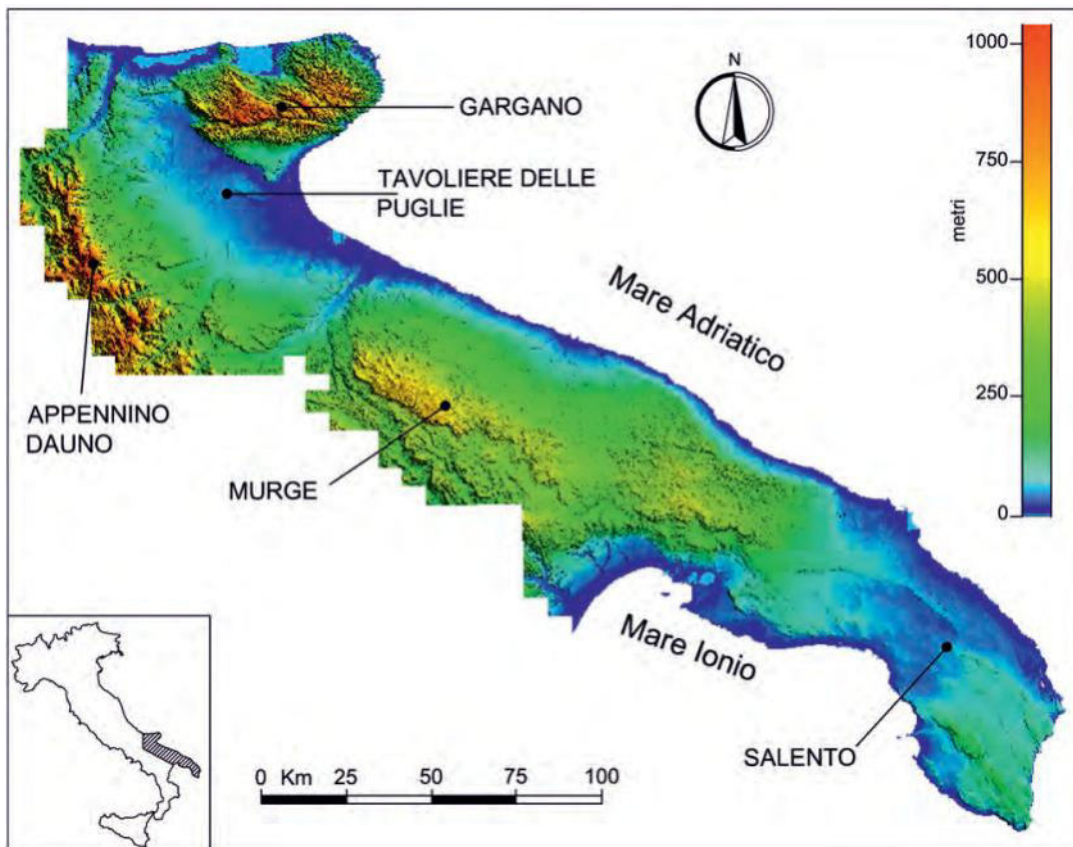 N
GARGANO
TAVOLIERE DELLE
PUGLIE
Mare Adriatico
APPENNINO
DAUNO
MURGE
Mare Ionio
SALENTO
0 Km 25 50 75 100
metri
1000
750
500
250
0